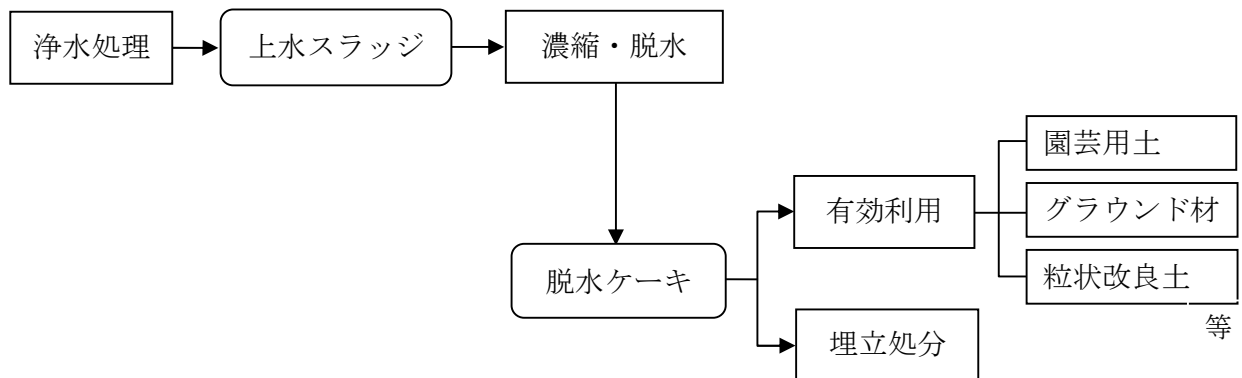 浄水処理
上水スラッジ
濃縮・脱水
脱水ケーキ
有効利用
園芸用土
グラウンド材
粒状改良土
等
埋立処分